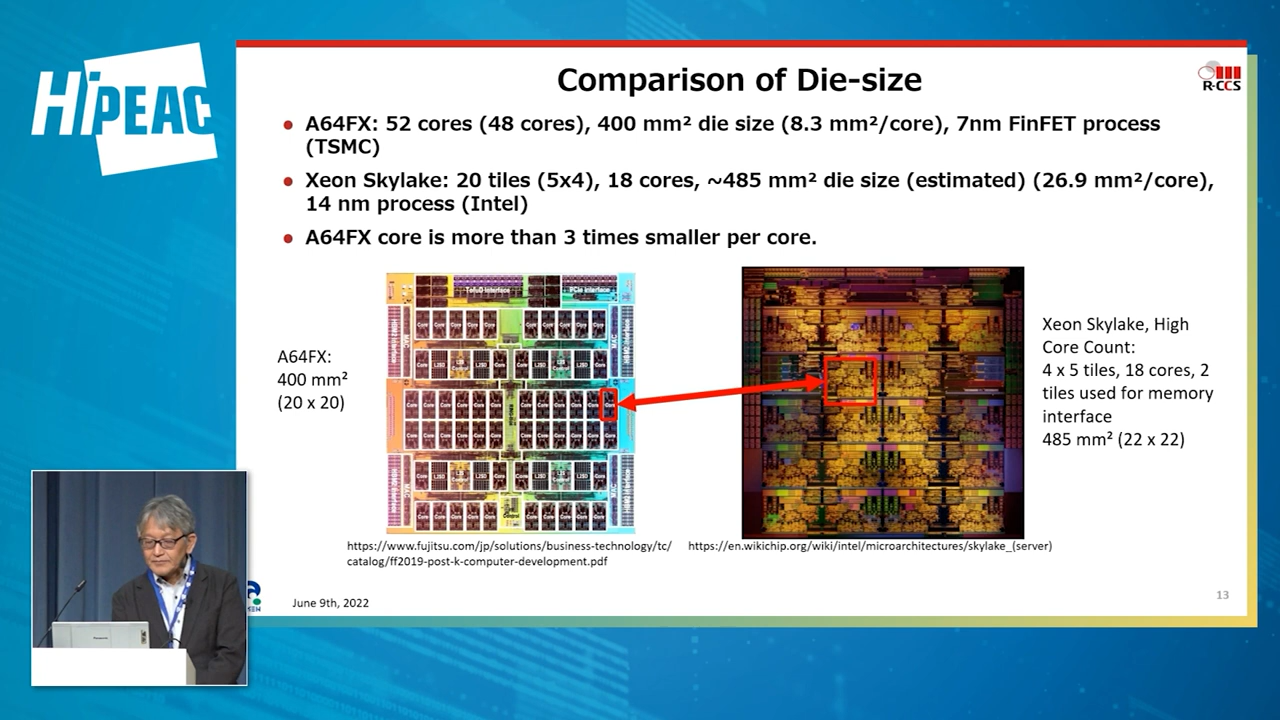 HiPEAC
Comparison of Die-size
R-CCS
• A64FX: 52 cores (48 cores), 400 mm² die size (8.3 mm²/core), 7nm FinFET process
(TSMC)
• Xeon Skylake: 20 tiles (5x4), 18 cores, ~485 mm² die size (estimated) (26.9 mm²/core),
14 nm process (Intel)
• A64FX core is more than 3 times smaller per core.
A64FX:
400 mm²
(20 x 20)
TofuD Interface
PCIe Interface
Xeon Skylake, High
Core Count:
4 x 5 tiles, 18 cores, 2
tiles used for memory
interface
485 mm² (22 x 22)
https://www.fujitsu.com/jp/solutions/business-technology/tc/
catalog/ff2019-post-k-computer-development.pdf
https://en.wikichip.org/wiki/intel/microarchitectures/skylake_(server)
June 9th, 2022
13